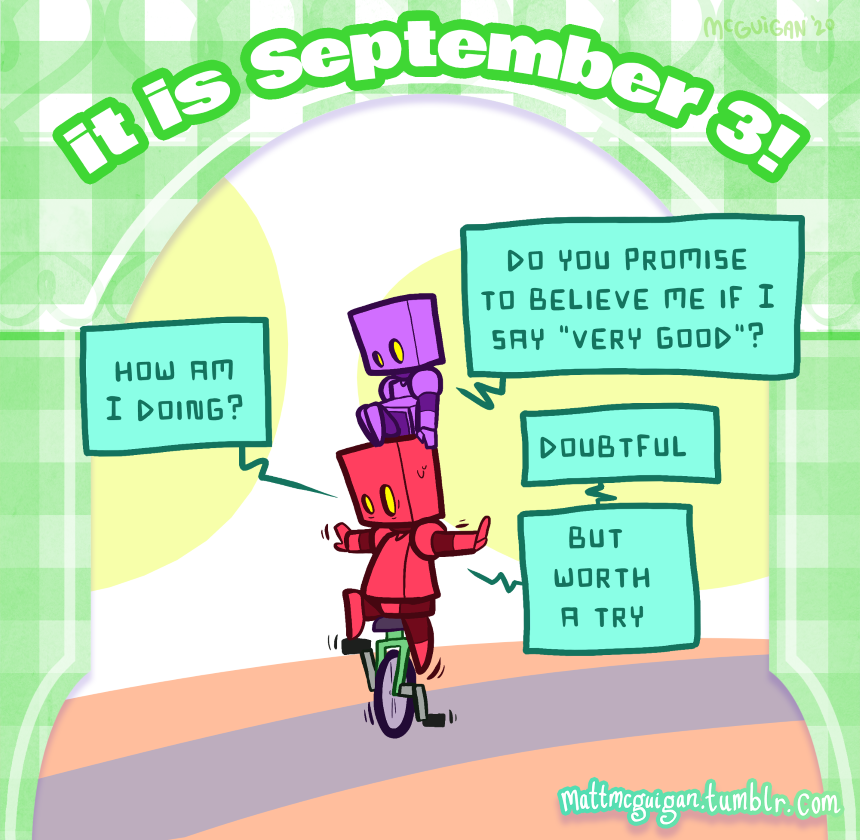 McGUIGAN '20
it is September 3!
HOW AM
I DOING?
DO YOU PROMISE
TO BELIEVE ME IF I
SAY "VERY GOOD"?
DOUBTFUL
BUT
WORTH
A TRY
mattmcguigan.tumblr.com